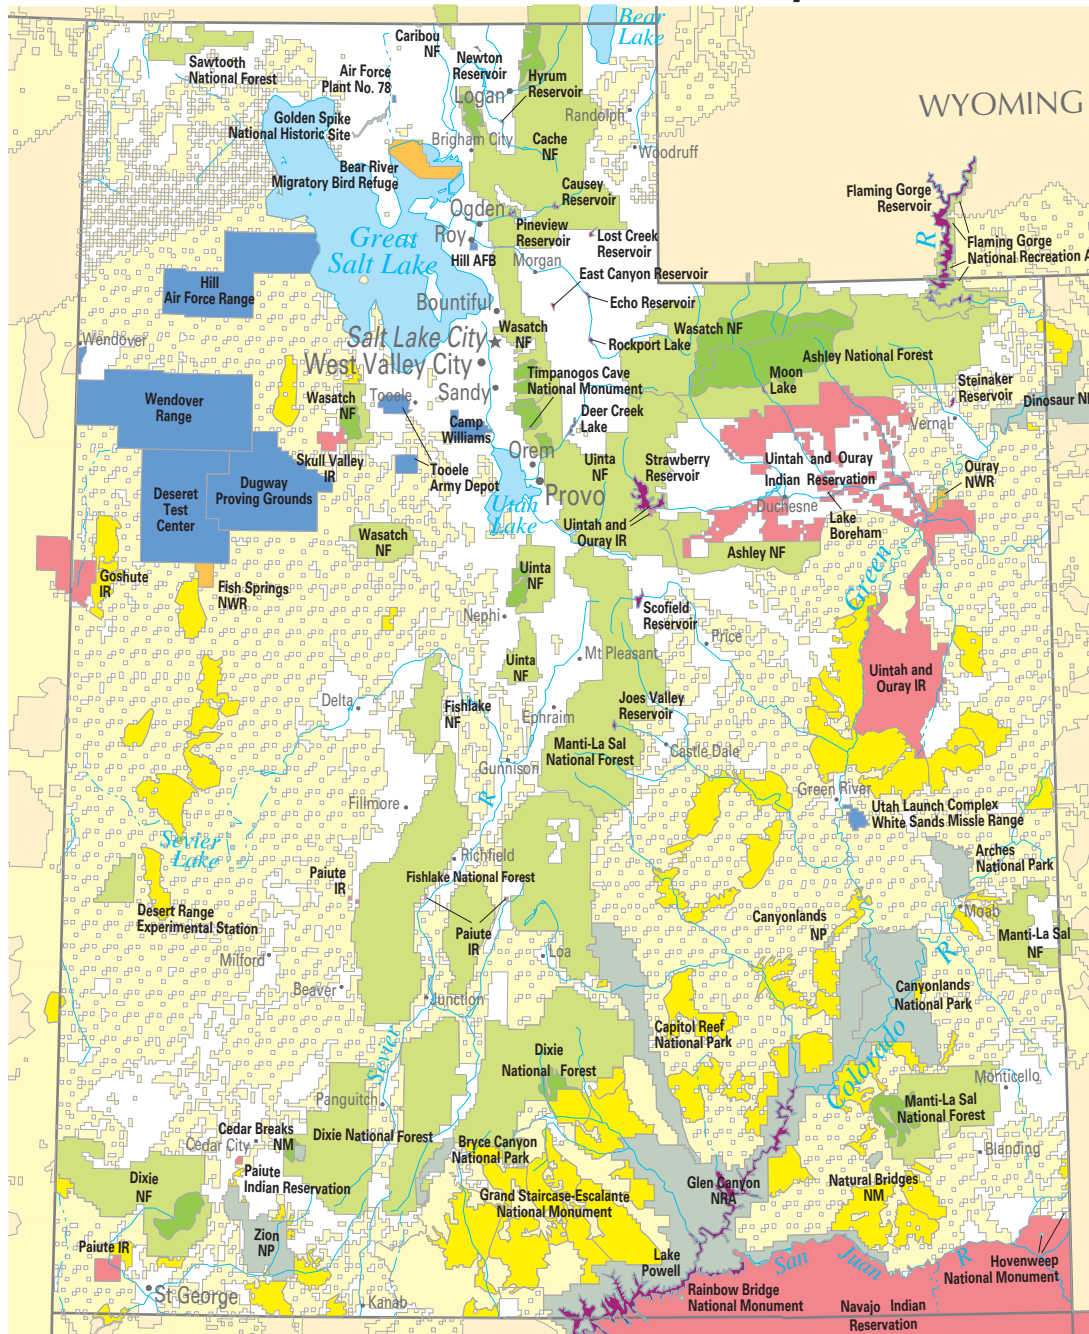 Bear
Lake
Caribou
NF
Sawtooth
National Forest
Newton
Reservoir
Air Force
Plant No. 78
Hyrum
Reservoir
Logan
WYOMING
Randolph
Golden Spike
National Historic Site
Brigham City
Cache
NF
Woodruff
Bear River
Migratory Bird Refuge
Causey
Reservoir
Flaming Gorge
Reservoir
Ogden
Pineview
Reservoir
Roy
Lost Creek
Reservoir
R
Flaming Gorge
National Recreation A
Great
Salt Lake
Hill AFB
Morgan
Hill
Air Force Range
East Canyon Reservoir
Bountiful
Echo Reservoir
Wendover
Salt Lake City
Wasatch
NF
Wasatch NF
Rockport Lake
Ashley National Forest
West Valley City
Timpanogos Cave
National Monument
Moon
Lake
Steinaker
Reservoir
Wendover
Range
Wasatch
NF
Tooele
Sandy
Dinosaur N
Camp
Williams
Deer Creek
Lake
Vernal
Skull Valley
IR
Orem
Uinta
NF
Strawberry
Reservoir
Uintah and Ouray
Indian Reservation
Ouray
NWR
Tooele
Army Depot
Dugway
Proving Grounds
Deseret
Test
Center
Provo
Duchesne
Utah
Lake
Uintah and
Ouray IR
Lake
Boreham
Wasatch
NF
Ashley NF
Goshute
IR
Fish Springs
NWR
Uinta
NF
Green
Nephi
Scofield
Reservoir
Price
Mt Pleasant
Uinta
NF
Uintah and
Ouray IR
Delta
Fishlake
NF
Ephraim
Joes Valley
Reservoir
Manti-La Sal
National Forest
Castle Dale
Gunnison
Green River
R
Fillmore
Utah Launch Complex
White Sands Missle Range
Sevier
Lake
Richfield
Arches
National Park
Paiute
IR
Fishlake National Forest
Desert Range
Experimental Station
Canyonlands
NP
Moab
Paiute
IR
Manti-La Sal
NF
Milford
Loa
R
Beaver
Junction
Canyonlands
National Park
Capitol Reef
National Park
Sevier
Dixie
National Forest
Colorado
Monticello
Panguitch
Manti-La Sal
National Forest
Cedar Breaks
NM
Cedar City
Dixie National Forest
Bryce Canyon
National Park
Blanding
Paiute
Indian Reservation
Dixie
NF
Grand Staircase-Escalante
National Monument
Glen Canyon
NRA
Natural Bridges
NM
Zion
NP
Paiute IR
Lake
Powell
San Juan R
Hovenweep
National Monument
St George
Kanab
Rainbow Bridge
National Monument
Navajo Indian
Reservation